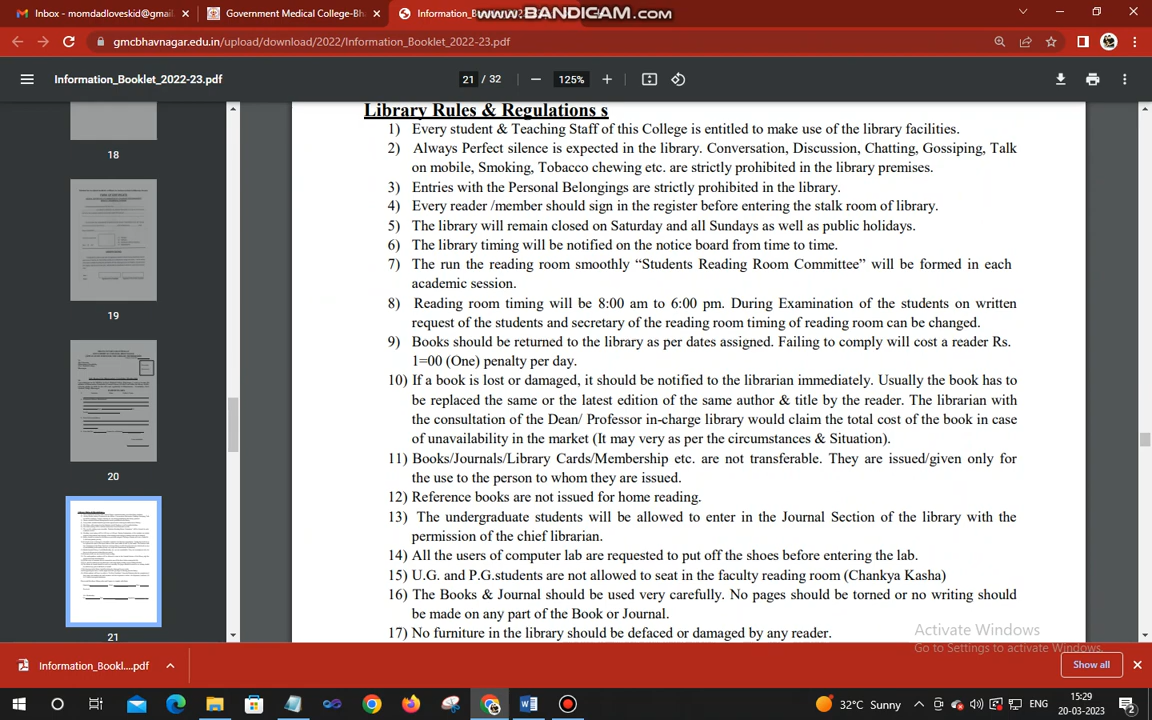 Inbox - momdadloveskid@gmail
Government Medical College-Bh
Information_B
www.BANDICAM.com
gmcbhavnagar.edu.in/upload/download/2022/Information_Booklet_2022-23.pdf
Information_Booklet_2022-23.pdf
21 / 32
125%
18
19
20
21
Library Rules & Regulations s
1) Every student & Teaching Staff of this College is entitled to make use of the library facilities.
2) Always Perfect silence is expected in the library. Conversation, Discussion, Chatting, Gossiping, Talk
on mobile, Smoking, Tobacco chewing etc. are strictly prohibited in the library premises.
3) Entries with the Personal Belongings are strictly prohibited in the library.
4) Every reader /member should sign in the register before entering the stalk room of library.
5) The library will remain closed on Saturday and all Sundays as well as public holidays.
6) The library timing will be notified on the notice board from time to time.
7) The run the reading room smoothly “Students Reading Room Committee” will be formed in each
academic session.
8) Reading room timing will be 8:00 am to 6:00 pm. During Examination of the students on written
request of the students and secretary of the reading room timing of reading room can be changed.
9) Books should be returned to the library as per dates assigned. Failing to comply will cost a reader Rs.
1=00 (One) penalty per day.
10) If a book is lost or damaged, it should be notified to the librarian immediately. Usually the book has to
be replaced the same or the latest edition of the same author & title by the reader. The librarian with
the consultation of the Dean/ Professor in-charge library would claim the total cost of the book in case
of unavailability in the market (It may very as per the circumstances & Situation).
11) Books/Journals/Library Cards/Membership etc. are not transferable. They are issued/given only for
the use to the person to whom they are issued.
12) Reference books are not issued for home reading.
13) The undergraduate students will be allowed to enter in the Journal Section of the library with the
permission of the chief librarian.
14) All the users of computer lab are requested to put off the shoes before entering the lab.
15) U.G. and P.G.students are not allowed to seat in the faculty reading room (Chankya Kasha)
16) The Books & Journal should be used very carefully. No pages should be torned or no writing should
be made on any part of the Book or Journal.
17) No furniture in the library should be defaced or damaged by any reader.
Activate Windows
Go to Settings to activate Windows.
Information_Bookl....pdf
Show all
32°C Sunny
ENG
15:29
20-03-2023
2